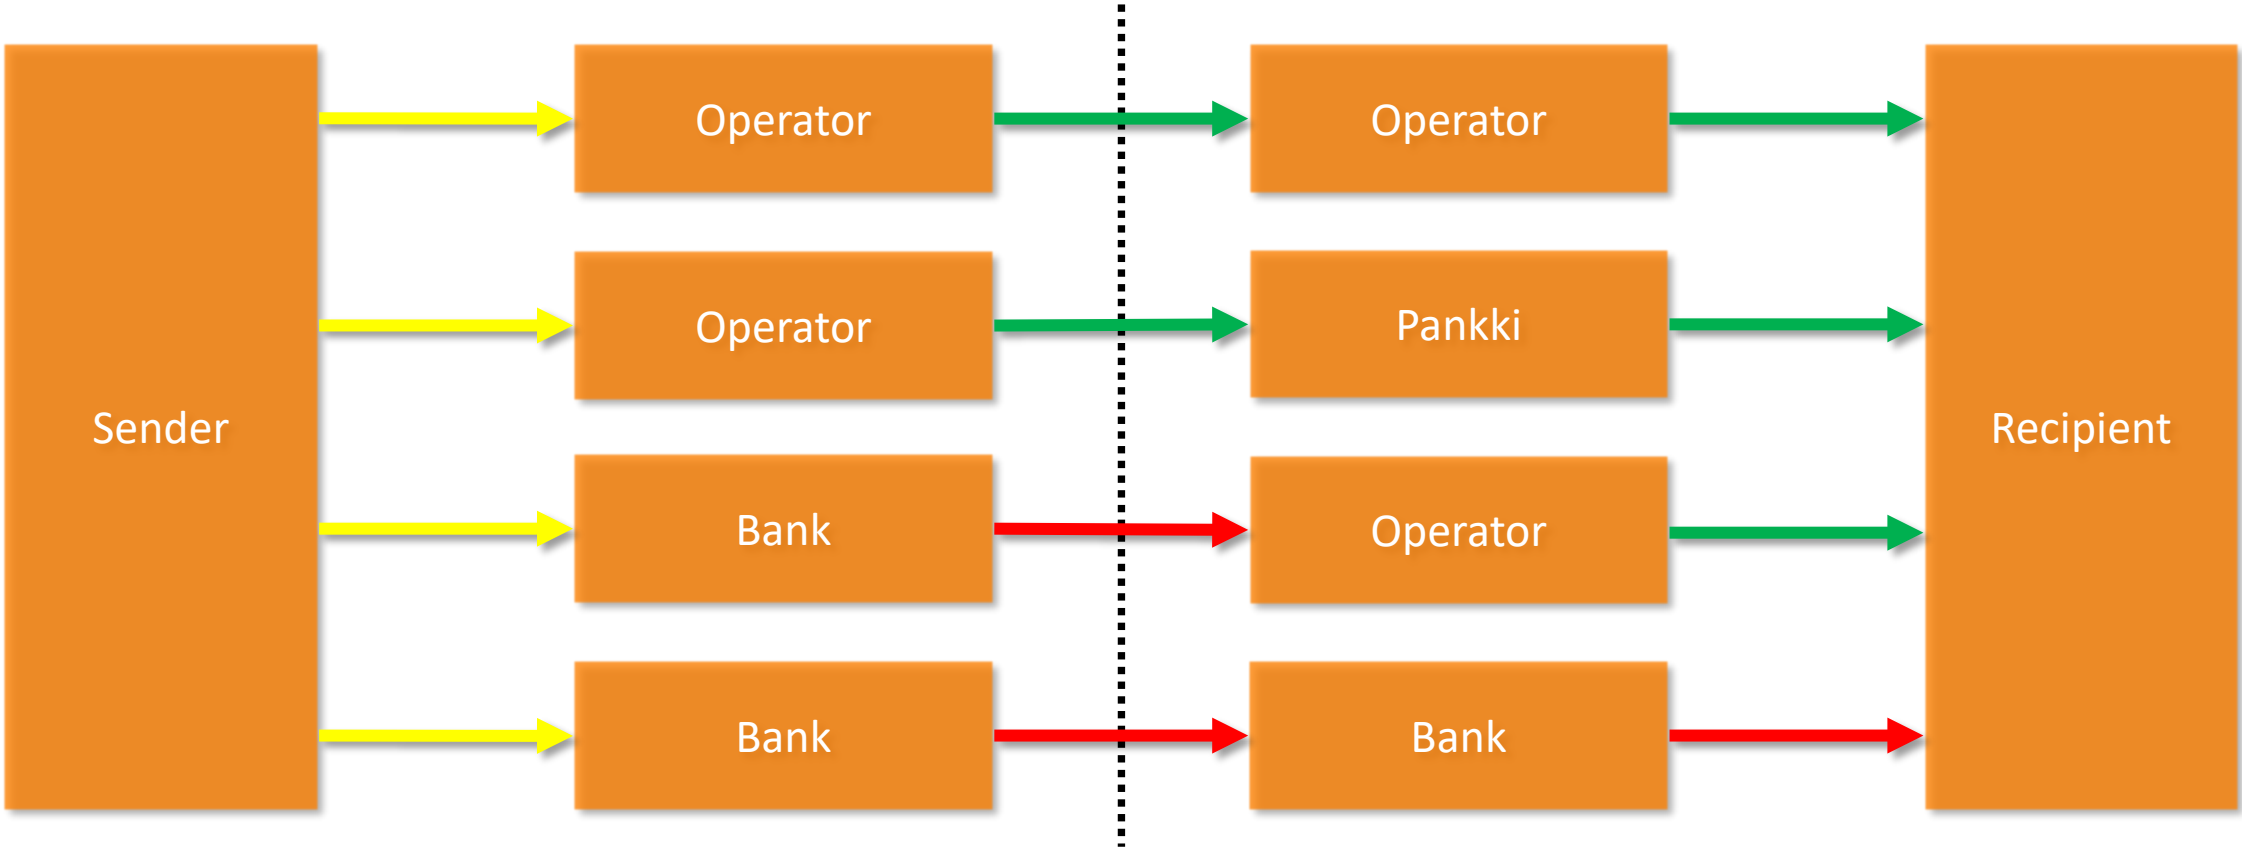 Sender
Operator
Operator
Operator
Pankki
Bank
Operator
Bank
Bank
Recipient